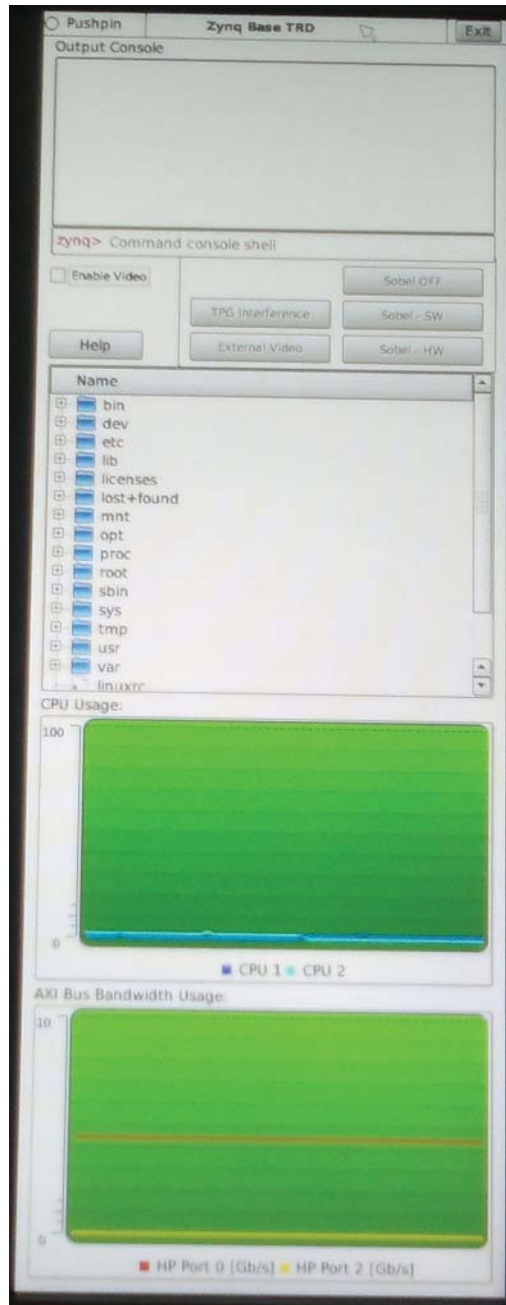 Pushpin
Zynq Base TRD
Exit
Output Console
zynq> Command console shell
Enable Video
Sobel OFF
TPG Interference
Sobel - SW
Help
External Video
Sobel - HW
Name
bin
dev
etc
lib
licenses
lost+found
mnt
opt
proc
root
sbin
sys
tmp
usr
var
linuxrc
CPU Usage:
100
0
CPU 1 CPU 2
AXI Bus Bandwidth Usage:
10
0
HP Port 0 [Gb/s] HP Port 2 [Gb/s]